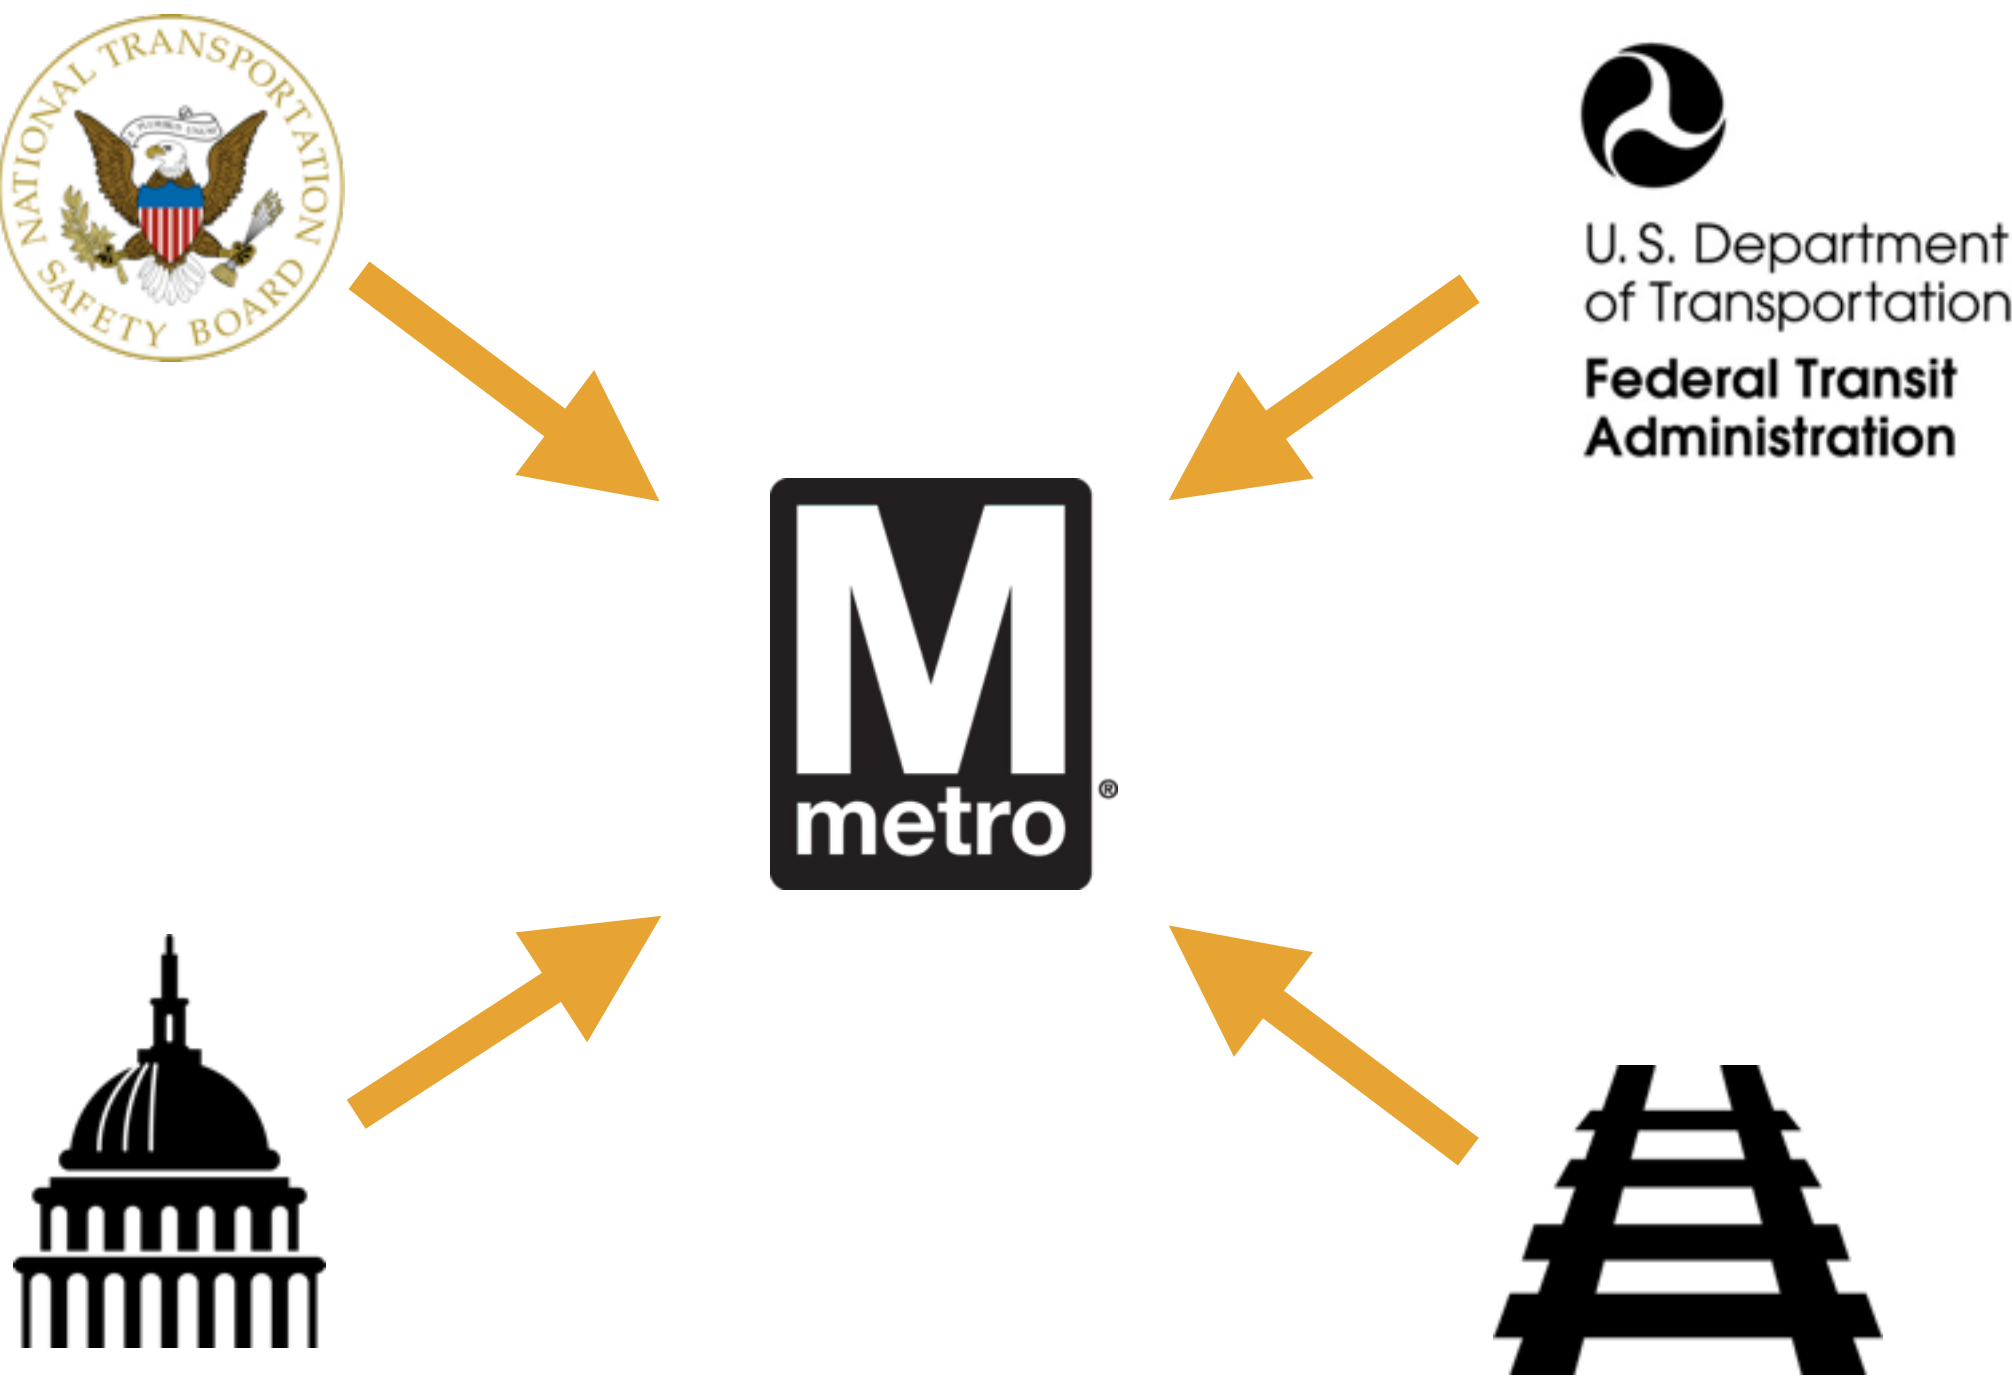 NATIONAL TRANSPORTATION
SAFETY BOARD
U.S. Department
of Transportation
Federal Transit
Administration
M
metro
®